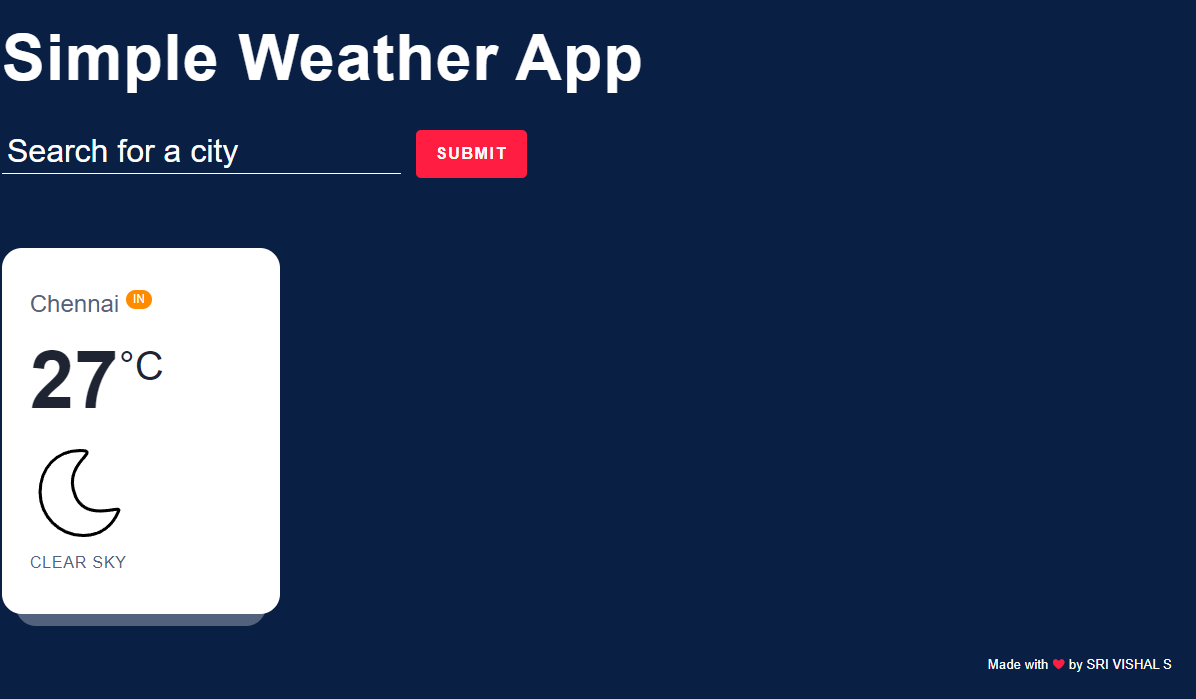 Simple Weather App
Search for a city
SUBMIT
Chennai IN
27°C
CLEAR SKY
Made with ❤ by SRI VISHAL S